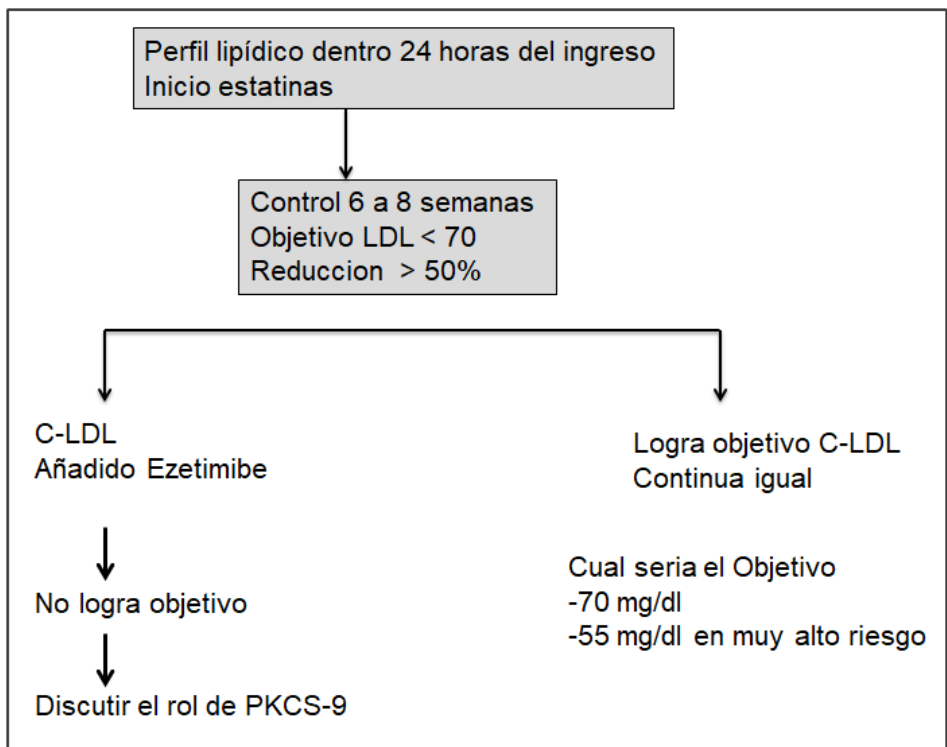 Perfil lipídico dentro 24 horas del ingreso
Inicio estatinas
Control 6 a 8 semanas
Objetivo LDL < 70
Reduccion > 50%
C-LDL
Añadido Ezetimibe
No logra objetivo
Discutir el rol de PKCS-9
Logra objetivo C-LDL
Continua igual
Cual seria el Objetivo
-70 mg/dl
-55 mg/dl en muy alto riesgo